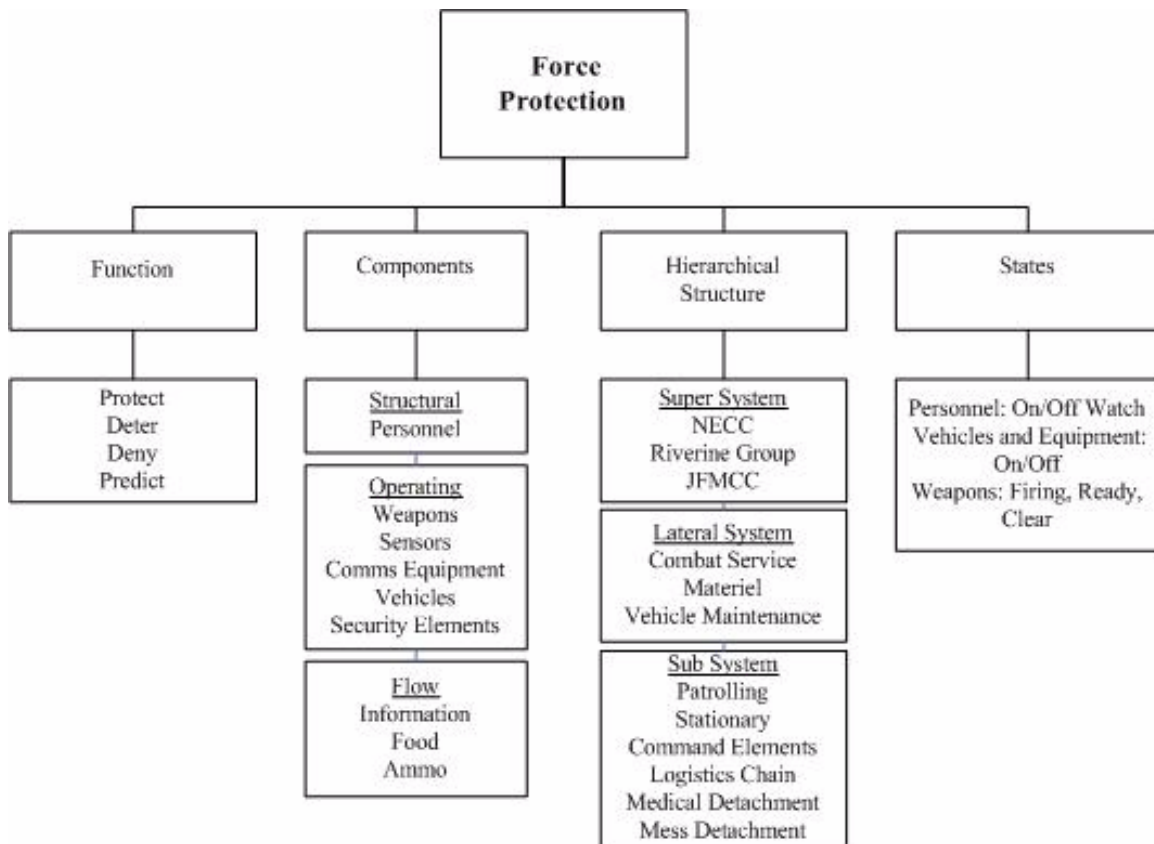 Force
Protection
Function
Components
Hierarchical
Structure
States
Protect
Deter
Deny
Predict
Structural
Personnel
Operating
Weapons
Sensors
Comms Equipment
Vehicles
Security Elements
Flow
Information
Food
Ammo
Super System
NECC
Riverine Group
JFMCC
Lateral System
Combat Service
Materiel
Vehicle Maintenance
Sub System
Patrolling
Stationary
Command Elements
Logistics Chain
Medical Detachment
Mess Detachment
Personnel: On/Off Watch
Vehicles and Equipment:
On/Off
Weapons: Firing, Ready,
Clear